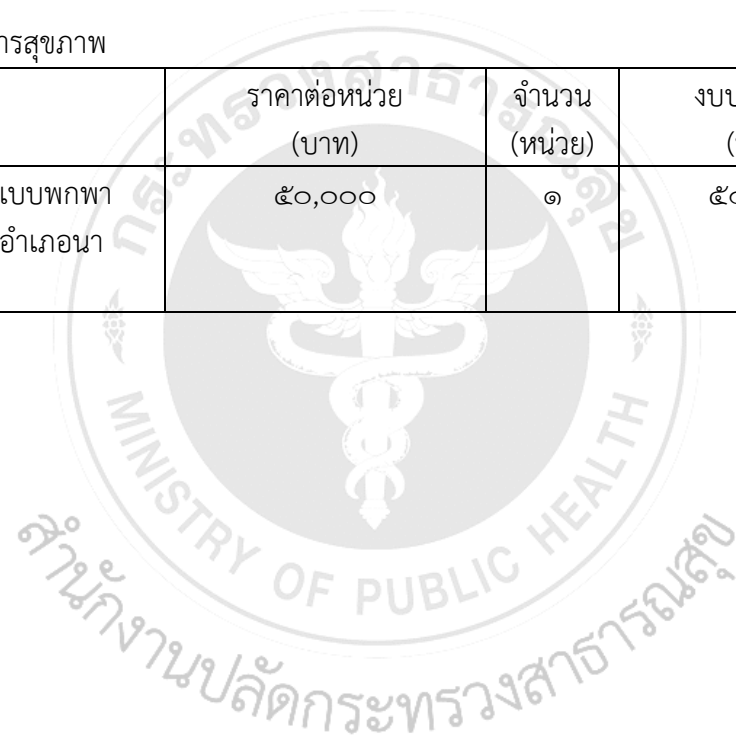 ารสุขภาพ
ราคาต่อหน่วย จำนวน งบป
(บาท) (หน่วย) (
แบบพกพา ๕๐,๐๐๐ ๑ ๕๐
อำเภอนา
กระทรวงสาธารณสุข
MINISTRY OF PUBLIC HEALTH
สำนักงานปลัดกระทรวงสาธารณสุข